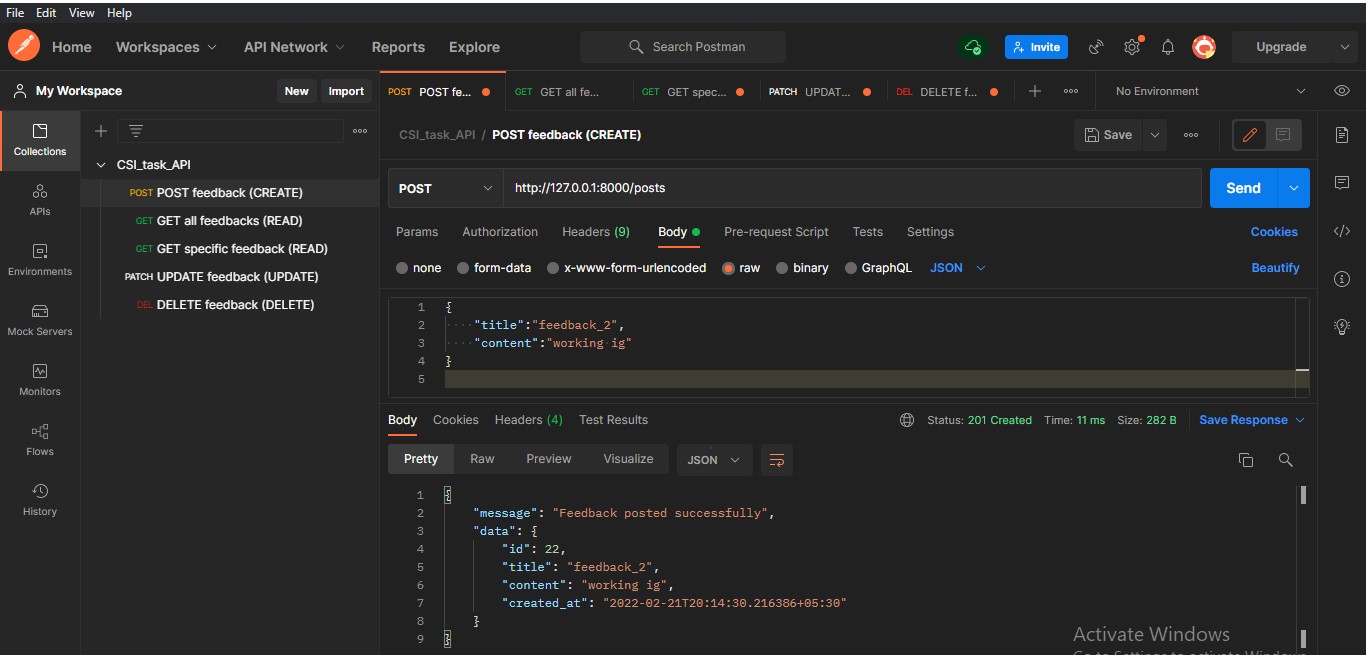 File Edit View Help
Home Workspaces API Network Reports Explore Search Postman Invite Upgrade
My Workspace New Import POST POST fe... GET GET all fe... GET GET spec... PATCH UPDAT... DEL DELETE f... No Environment
Collections
APIs
Environments
Mock Servers
Monitors
Flows
History
CSI_task_API
POST POST feedback (CREATE)
GET GET all feedbacks (READ)
GET GET specific feedback (READ)
PATCH UPDATE feedback (UPDATE)
DEL DELETE feedback (DELETE)
CSI_task_API / POST feedback (CREATE) Save
POST http://127.0.0.1:8000/posts Send
Params Authorization Headers (9) Body Pre-request Script Tests Settings Cookies
none form-data x-www-form-urlencoded raw binary GraphQL JSON Beautify
1 {
2 ····"title":"feedback_2",
3 ····"content":"working·ig"
4 }
5
Body Cookies Headers (4) Test Results Status: 201 Created Time: 11 ms Size: 282 B Save Response
Pretty Raw Preview Visualize JSON
1 {
2 "message": "Feedback posted successfully",
3 "data": {
4 "id": 22,
5 "title": "feedback_2",
6 "content": "working ig",
7 "created_at": "2022-02-21T20:14:30.216386+05:30"
8 }
9 }
Activate Windows
Go to Settings to activate Windows.